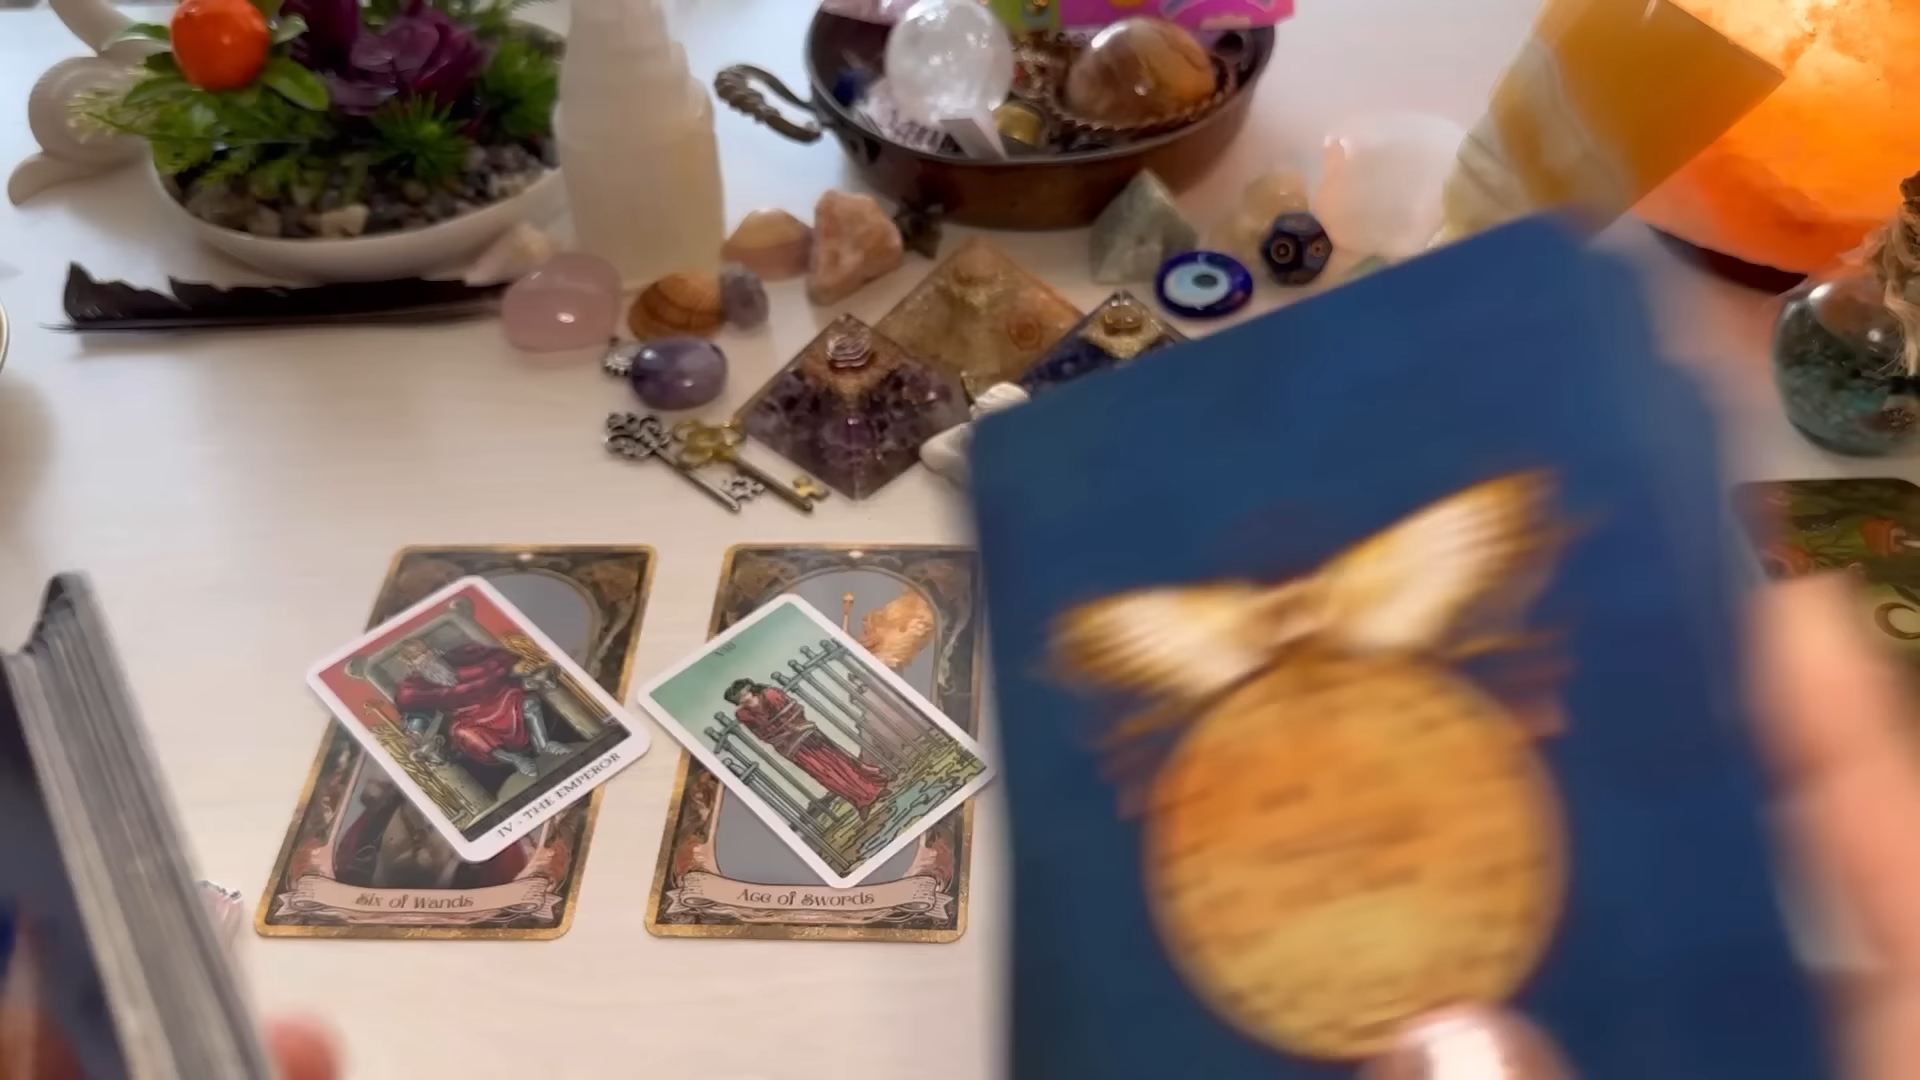 VIII
IV - THE EMPEROR
Six of Wands
Ace of Swords